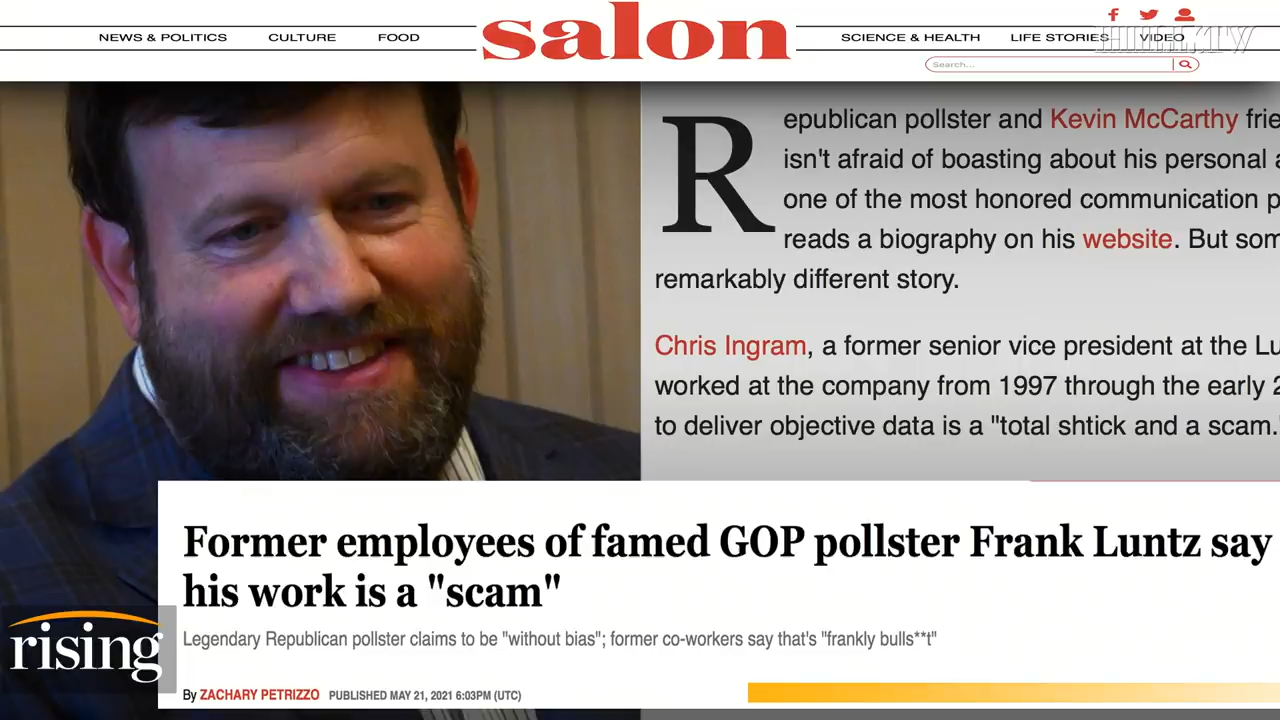 NEWS & POLITICS CULTURE FOOD salon SCIENCE & HEALTH LIFE STORIES VIDEO
Search...
Republican pollster and Kevin McCarthy frie
isn't afraid of boasting about his personal a
one of the most honored communication p
reads a biography on his website. But som
remarkably different story.
Chris Ingram, a former senior vice president at the Lu
worked at the company from 1997 through the early 2
to deliver objective data is a "total shtick and a scam."
Former employees of famed GOP pollster Frank Luntz say
his work is a "scam"
Legendary Republican pollster claims to be "without bias"; former co-workers say that's "frankly bulls**t"
By ZACHARY PETRIZZO PUBLISHED MAY 21, 2021 6:03PM (UTC)
rising